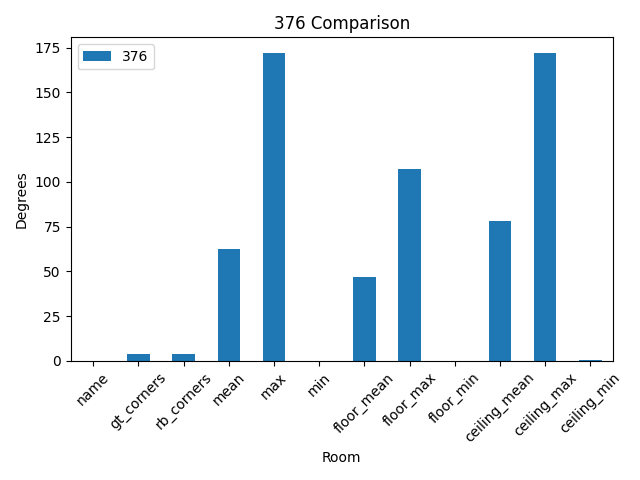 376 Comparison
376
175
150
125
100
75
50
25
0
Degrees
name
gt_corners
rb_corners
mean
max
min
floor_mean
floor_max
floor_min
ceiling_mean
ceiling_max
ceiling_min
Room